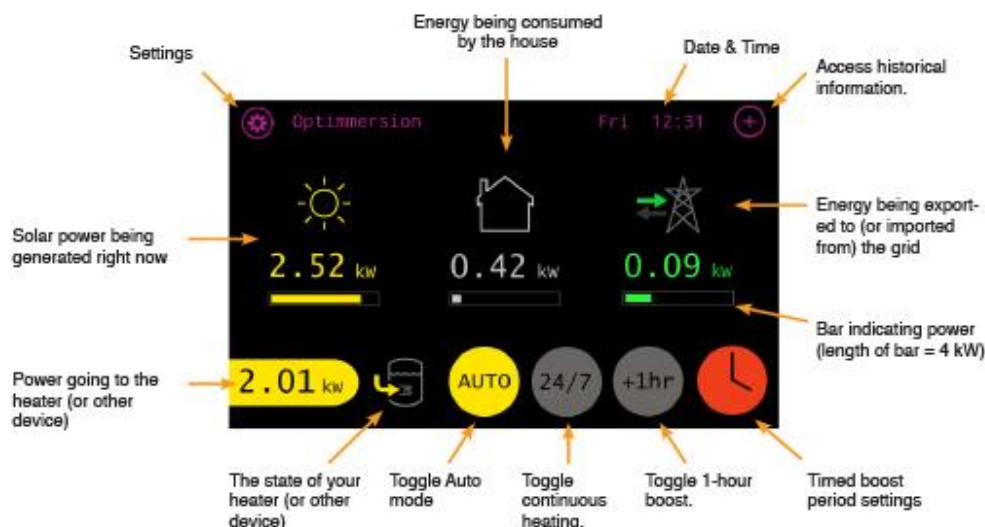 Energy being consumed
by the house
Settings
Date & Time
Access historical
information.
Optimmersion
Fri 12:31
+
Solar power being
generated right now
Energy being export-
ed to (or imported
from) the grid
2.52 kW
0.42 kW
0.09 kW
Bar indicating power
(length of bar = 4 kW)
Power going to the
heater (or other
device)
2.01 kW
AUTO
24/7
+1hr
The state of your
heater (or other
device)
Toggle Auto
mode
Toggle
continuous
heating.
Toggle 1-hour
boost.
Timed boost
period settings